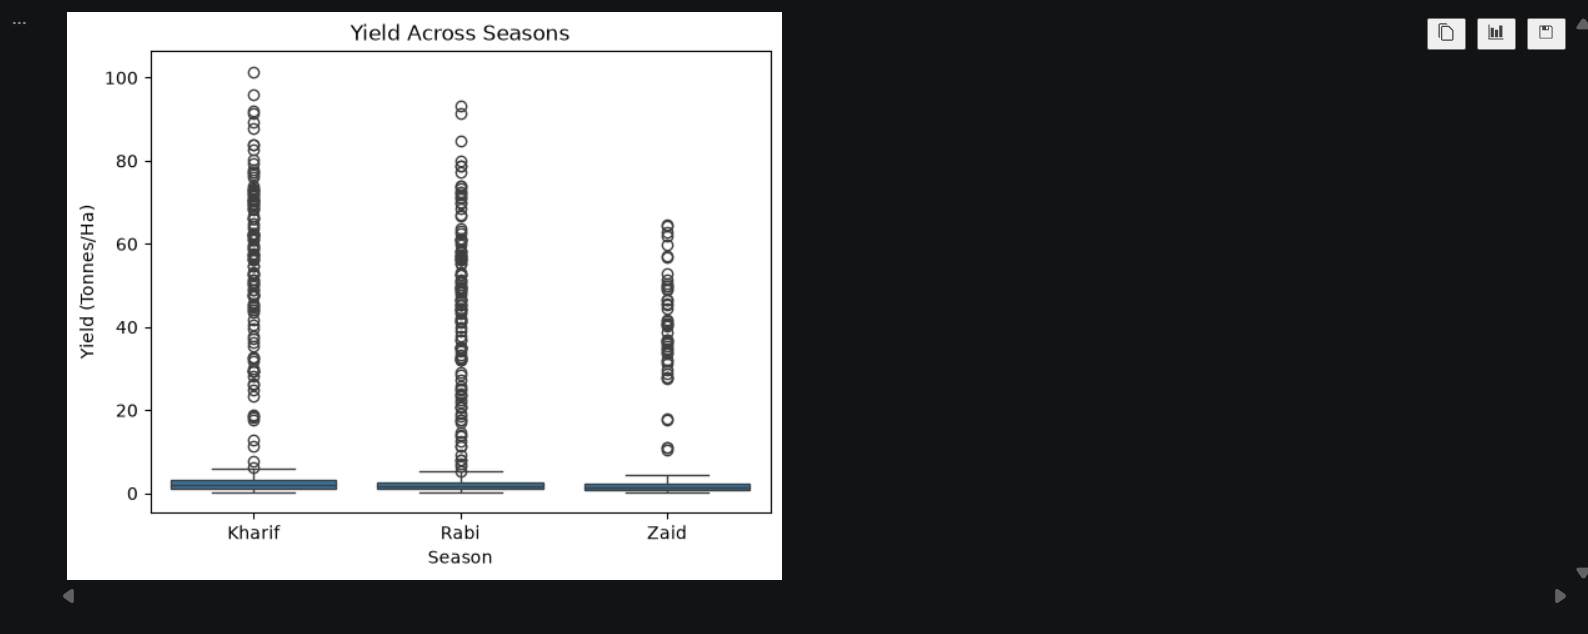 ...
Yield Across Seasons
100
80
60
40
20
0
Yield (Tonnes/Ha)
Kharif Rabi Zaid
Season